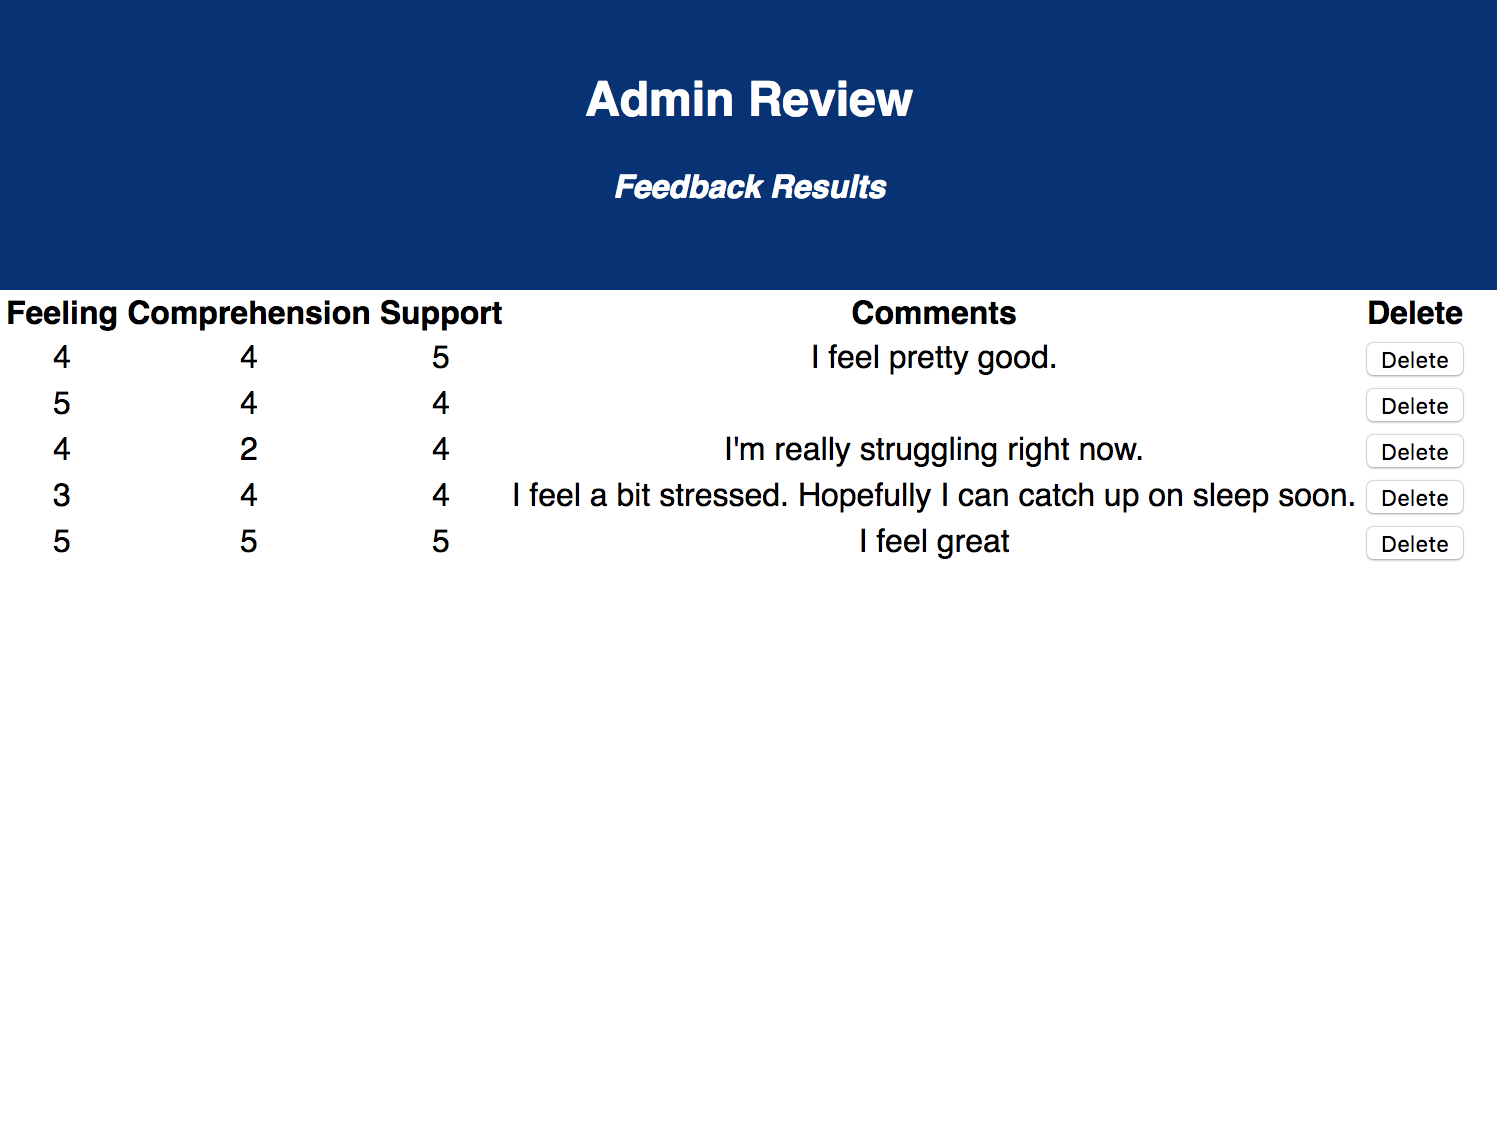 Admin Review
Feedback Results
Feeling Comprehension Support Comments Delete
4 4 5 I feel pretty good. Delete
5 4 4 Delete
4 2 4 I'm really struggling right now. Delete
3 4 4 I feel a bit stressed. Hopefully I can catch up on sleep soon. Delete
5 5 5 I feel great Delete